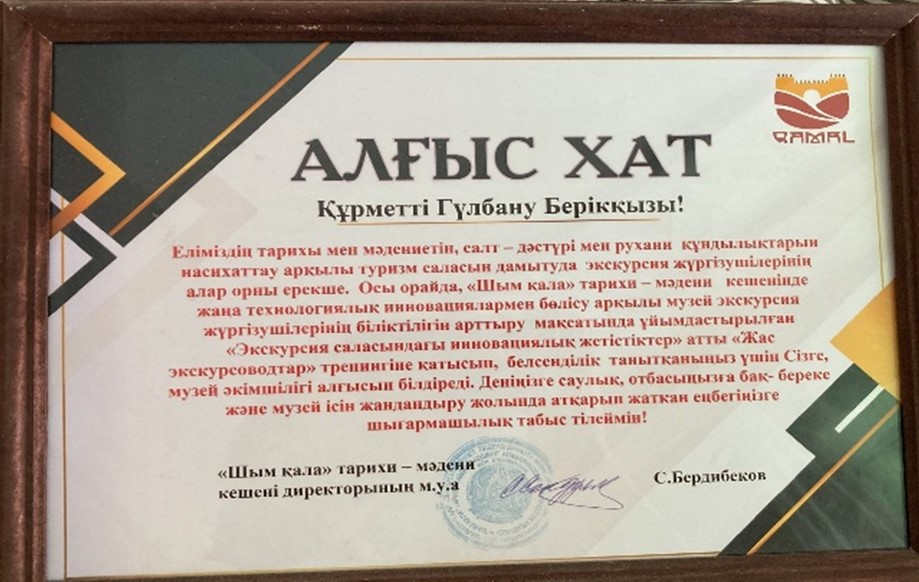 QAMAL
АЛҒЫС ХАТ
Құрметті Гүлбану Берікқызы!
Еліміздің тарихы мен мәдениетін, салт – дәстүрі мен рухани құндылықтарын
насихаттау арқылы туризм саласын дамытуда экскурсия жүргізушілерінің
алар орны ерекше. Осы орайда, «Шым қала» тарихи – мәдени кешенінде
жаңа технологиялық инновациялармен бөлісу арқылы музей экскурсия
жүргізушілерінің біліктілігін арттыру мақсатында ұйымдастырылған
«Экскурсия саласындағы инновациялық жетістіктер» атты «Жас
экскурсоводтар» тренингіне қатысып, белсенділік танытқаныңыз үшін Сізге,
музей әкімшілігі алғысын білдіреді. Деніңізге саулық, отбасыңызға бақ- береке
және музей ісін жандандыру жолында атқарып жатқан еңбегіңізге
шығармашылық табыс тілеймін!
«Шым қала» тарихи – мәдени
кешені директорының м.у.а
С.Бердибеков